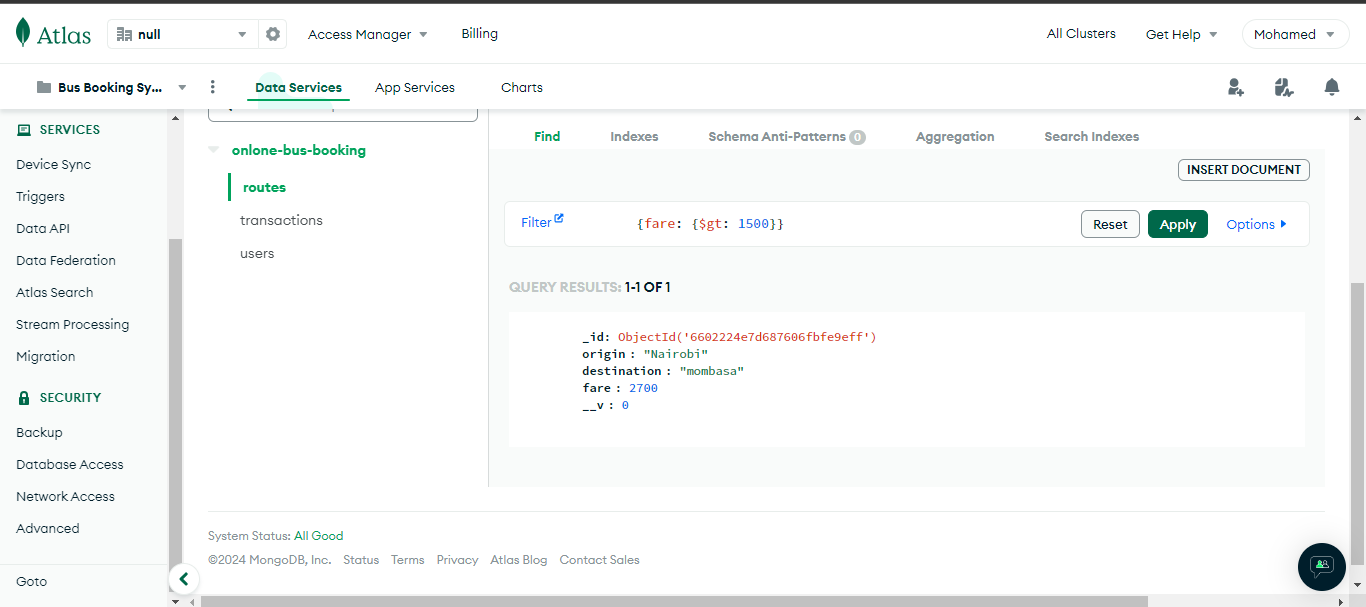 Atlas
null
Access Manager
Billing
All Clusters
Get Help
Mohamed
Bus Booking Sy...
Data Services
App Services
Charts
SERVICES
Device Sync
Triggers
Data API
Data Federation
Atlas Search
Stream Processing
Migration
SECURITY
Backup
Database Access
Network Access
Advanced
Goto
onlone-bus-booking
routes
transactions
users
Find
Indexes
Schema Anti-Patterns 0
Aggregation
Search Indexes
INSERT DOCUMENT
Filter
{fare: {$gt: 1500}}
Reset
Apply
Options
QUERY RESULTS: 1-1 OF 1
_id: ObjectId('6602224e7d687606fbfe9eff')
origin : "Nairobi"
destination : "mombasa"
fare : 2700
__v : 0
System Status: All Good
©2024 MongoDB, Inc. Status Terms Privacy Atlas Blog Contact Sales